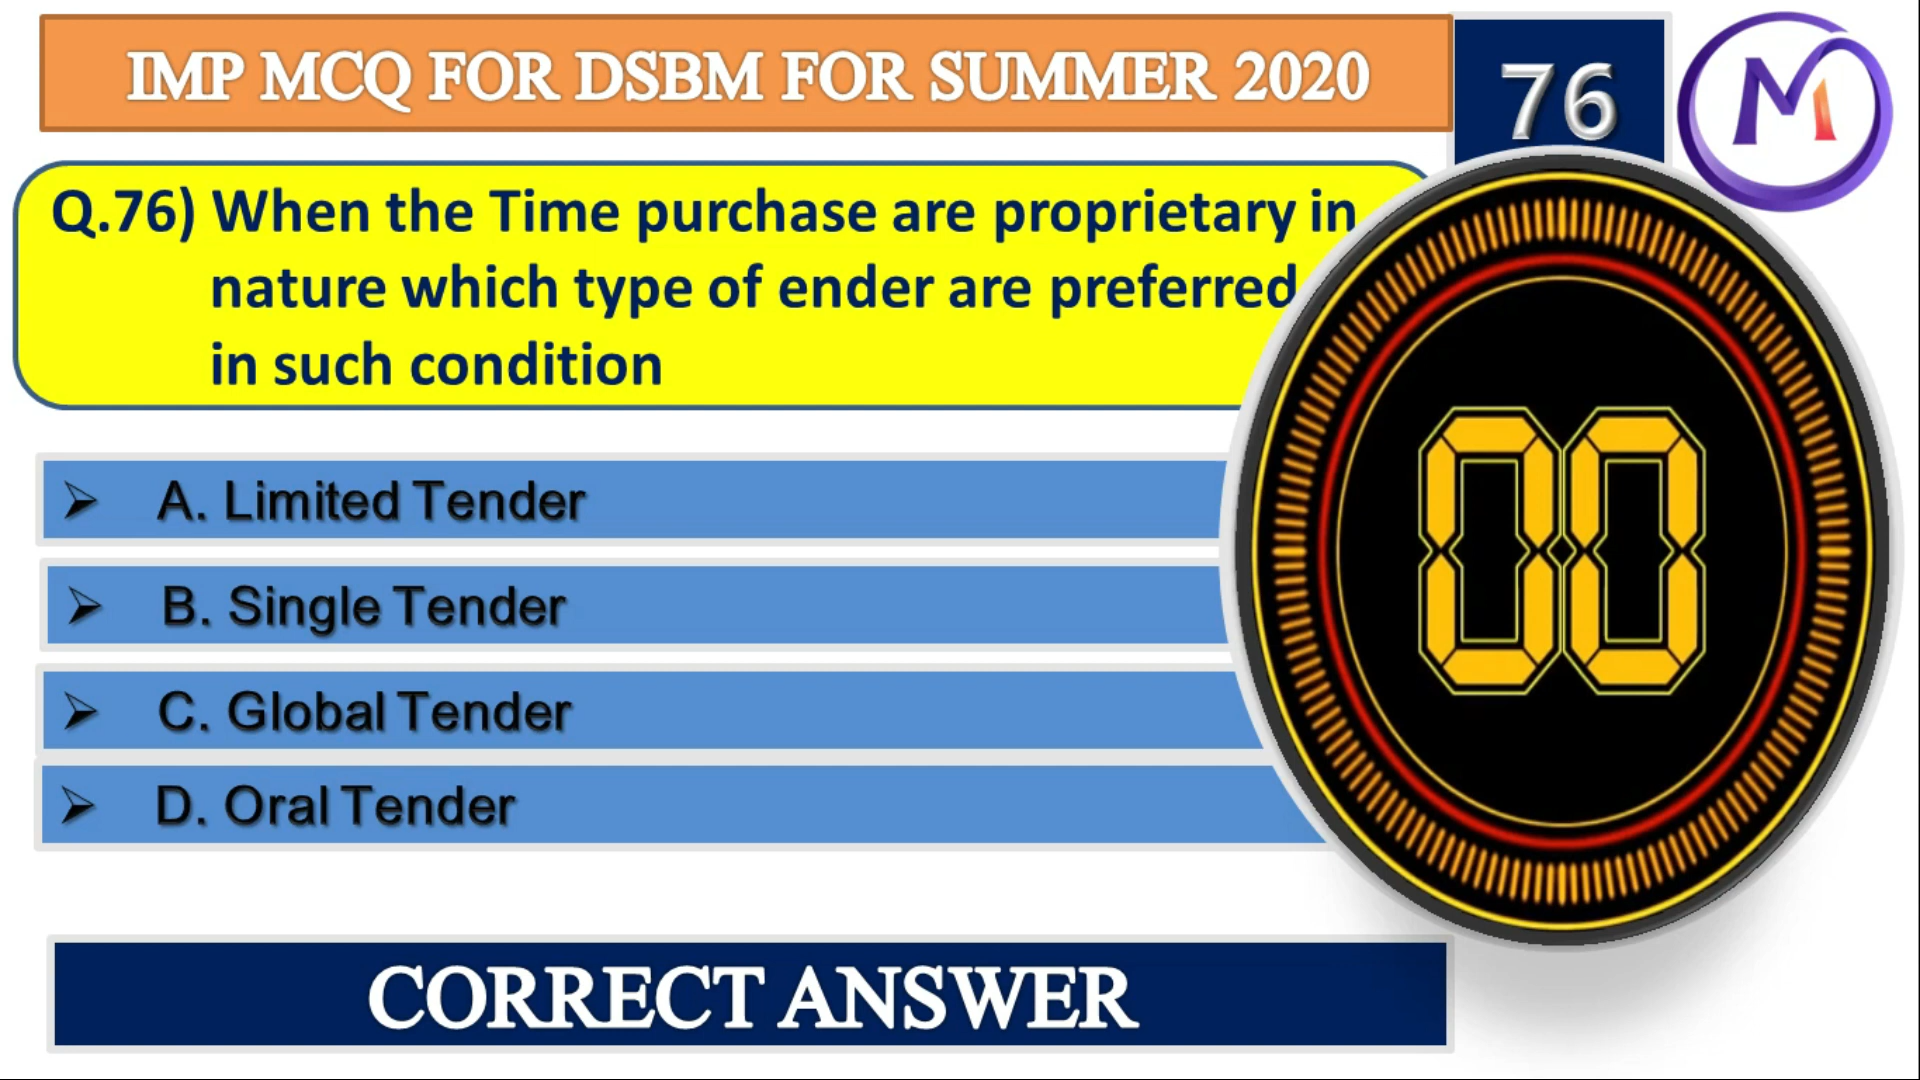 IMP MCQ FOR DSBM FOR SUMMER 2020
76
M
Q.76) When the Time purchase are proprietary in
nature which type of ender are preferred
in such condition
➢ A. Limited Tender
➢ B. Single Tender
➢ C. Global Tender
➢ D. Oral Tender
00
CORRECT ANSWER